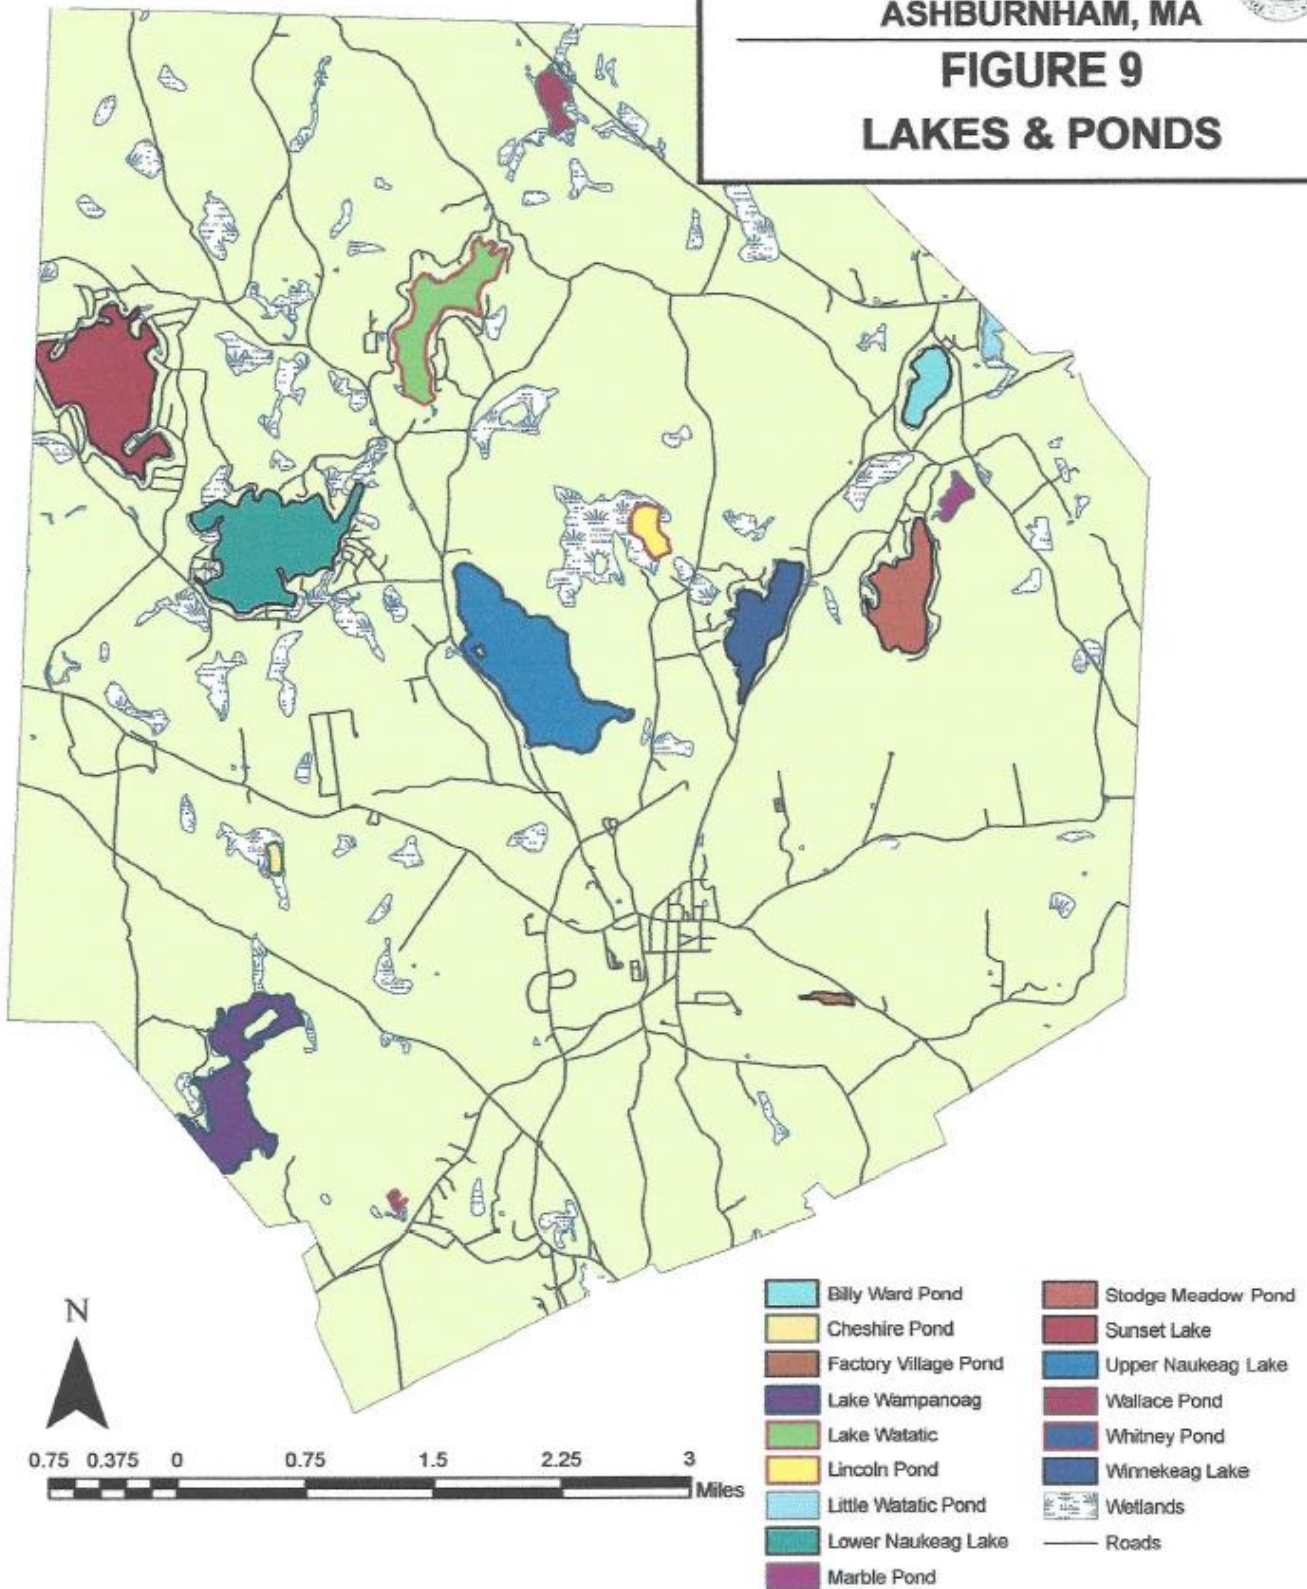 ASHBURNHAM, MA
FIGURE 9
LAKES & PONDS
N
0.75 0.375 0 0.75 1.5 2.25 3
Miles
Billy Ward Pond
Cheshire Pond
Factory Village Pond
Lake Wampanoag
Lake Watatic
Lincoln Pond
Little Watatic Pond
Lower Naukeag Lake
Marble Pond
Stodge Meadow Pond
Sunset Lake
Upper Naukeag Lake
Wallace Pond
Whitney Pond
Winnekeag Lake
Wetlands
Roads